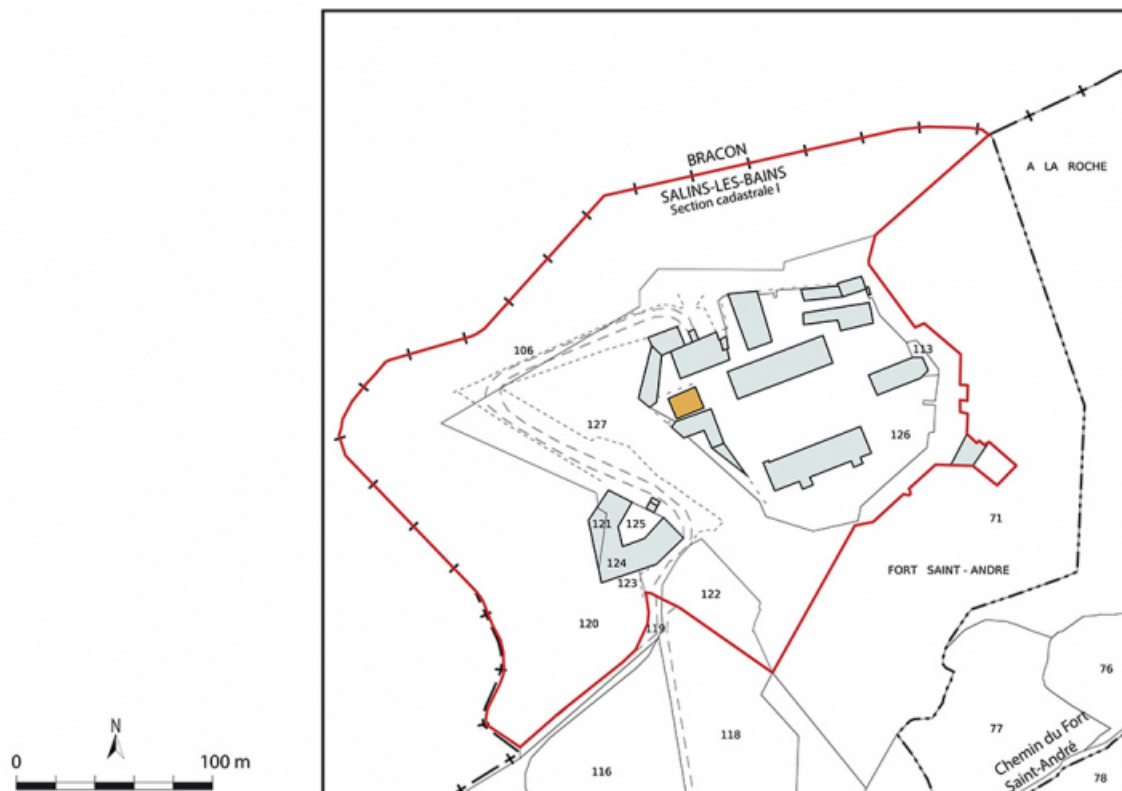 BRACON
SALINS-LES-BAINS
Section cadastrale I
A LA ROCHE
106
113
127
126
121
125
71
124
FORT SAINT - ANDRE
123
122
120
119
76
77
118
Chemin du Fort
Saint-André
116
78
N
0
100 m